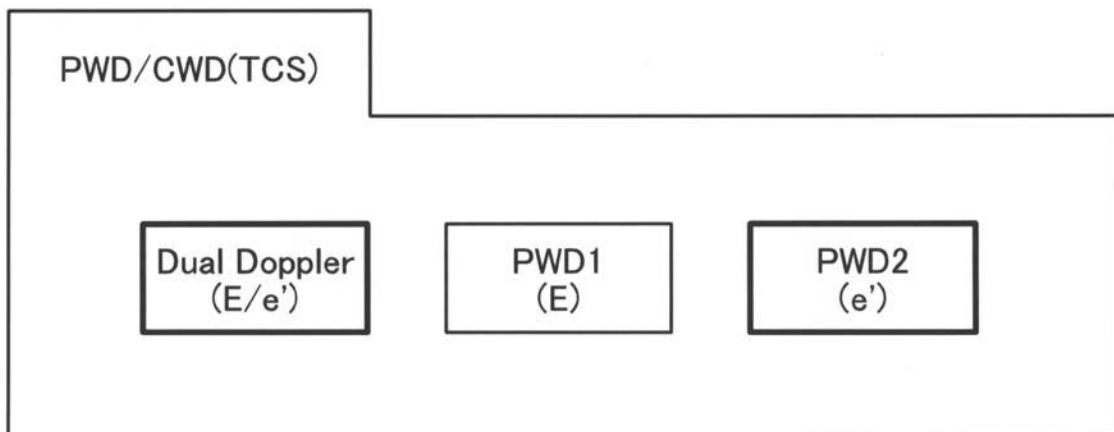 PWD/CWD(TCS)
Dual Doppler
(E/e')
PWD1
(E)
PWD2
(e')